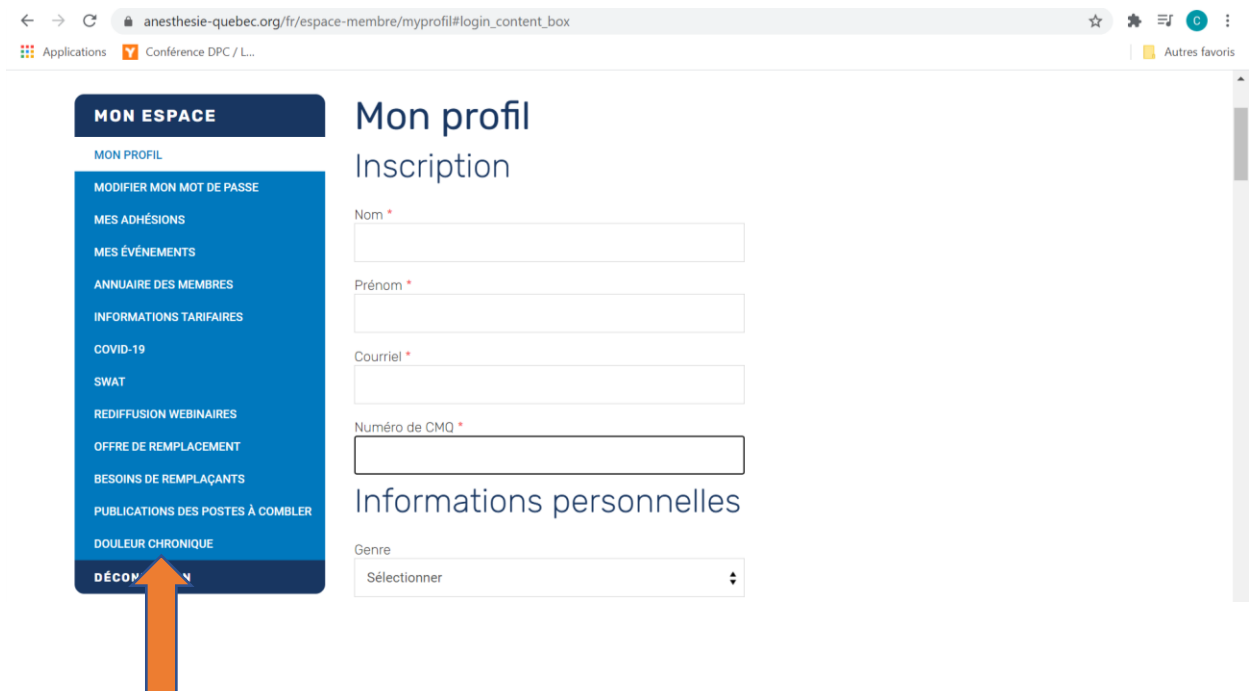 anesthesie-quebec.org/fr/espace-membre/myprofil#login_content_box
C
Applications
Y
Conférence DPC / L...
Autres favoris
MON ESPACE
MON PROFIL
MODIFIER MON MOT DE PASSE
MES ADHÉSIONS
MES ÉVÉNEMENTS
ANNUAIRE DES MEMBRES
INFORMATIONS TARIFAIRES
COVID-19
SWAT
REDIFFUSION WEBINAIRES
OFFRE DE REMPLACEMENT
BESOINS DE REMPLAÇANTS
PUBLICATIONS DES POSTES À COMBLER
DOULEUR CHRONIQUE
Mon profil
Inscription
Nom *
Prénom *
Courriel *
Numéro de CMQ *
Informations personnelles
Genre
Sélectionner